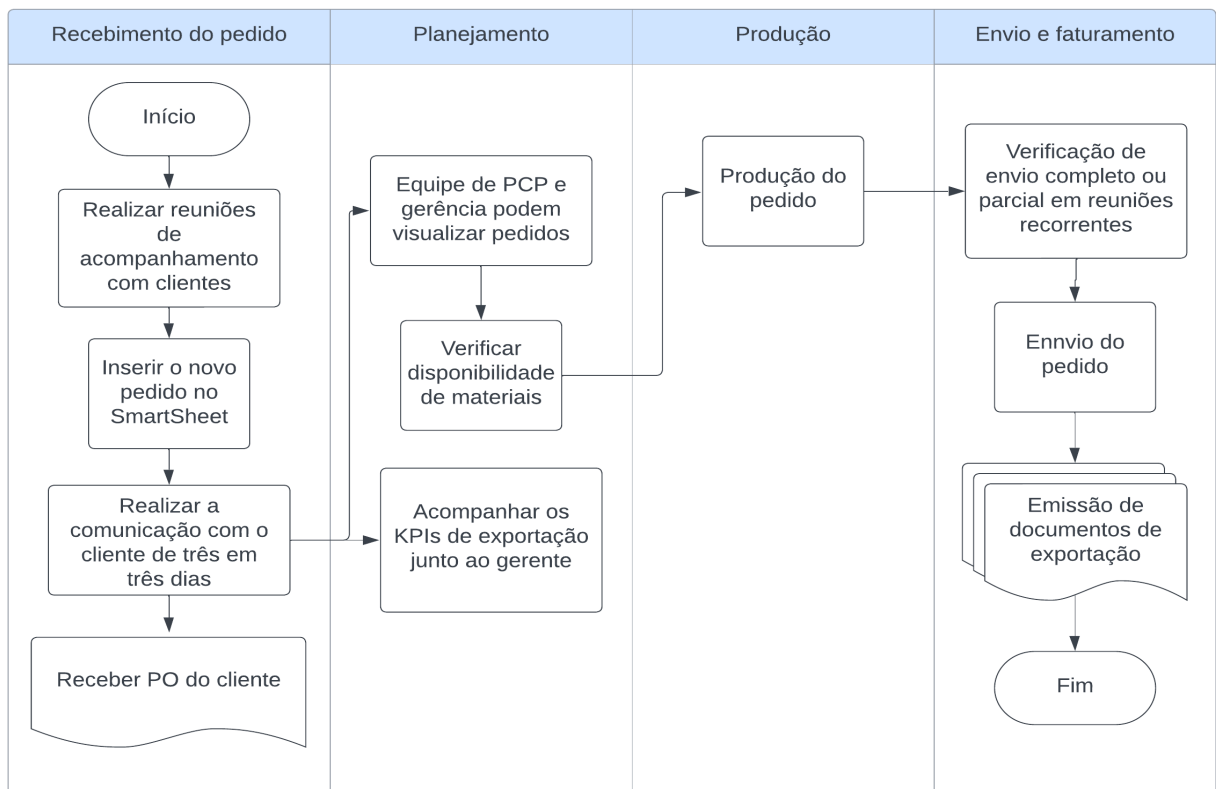 Recebimento do pedido
Planejamento
Produção
Envio e faturamento
Início
Realizar reuniões
de
acompanhamento
com clientes
Inserir o novo
pedido no
SmartSheet
Realizar a
comunicação com o
cliente de três em
três dias
Receber PO do cliente
Equipe de PCP e
gerência podem
visualizar pedidos
Verificar
disponibilidade
de materiais
Acompanhar os
KPIs de exportação
junto ao gerente
Produção do
pedido
Verificação de
envio completo ou
parcial em reuniões
recorrentes
Ennvio do
pedido
Emissão de
documentos de
exportação
Fim